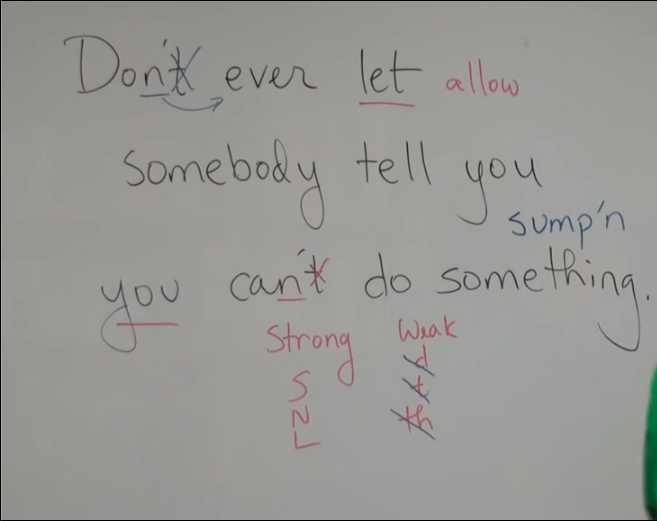 Don't ever let allow
somebody tell you
sump'n
you can't do something.
Strong Weak
S d
N t
L th